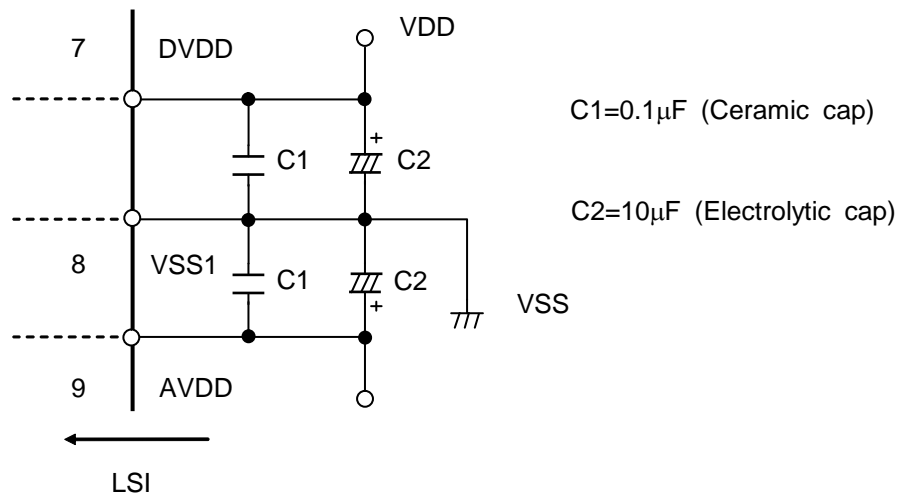 7 DVDD VDD
C1=0.1μF (Ceramic cap)
+
C1 C2
C2=10μF (Electrolytic cap)
8 VSS1 C1 C2
+
VSS
9 AVDD
LSI